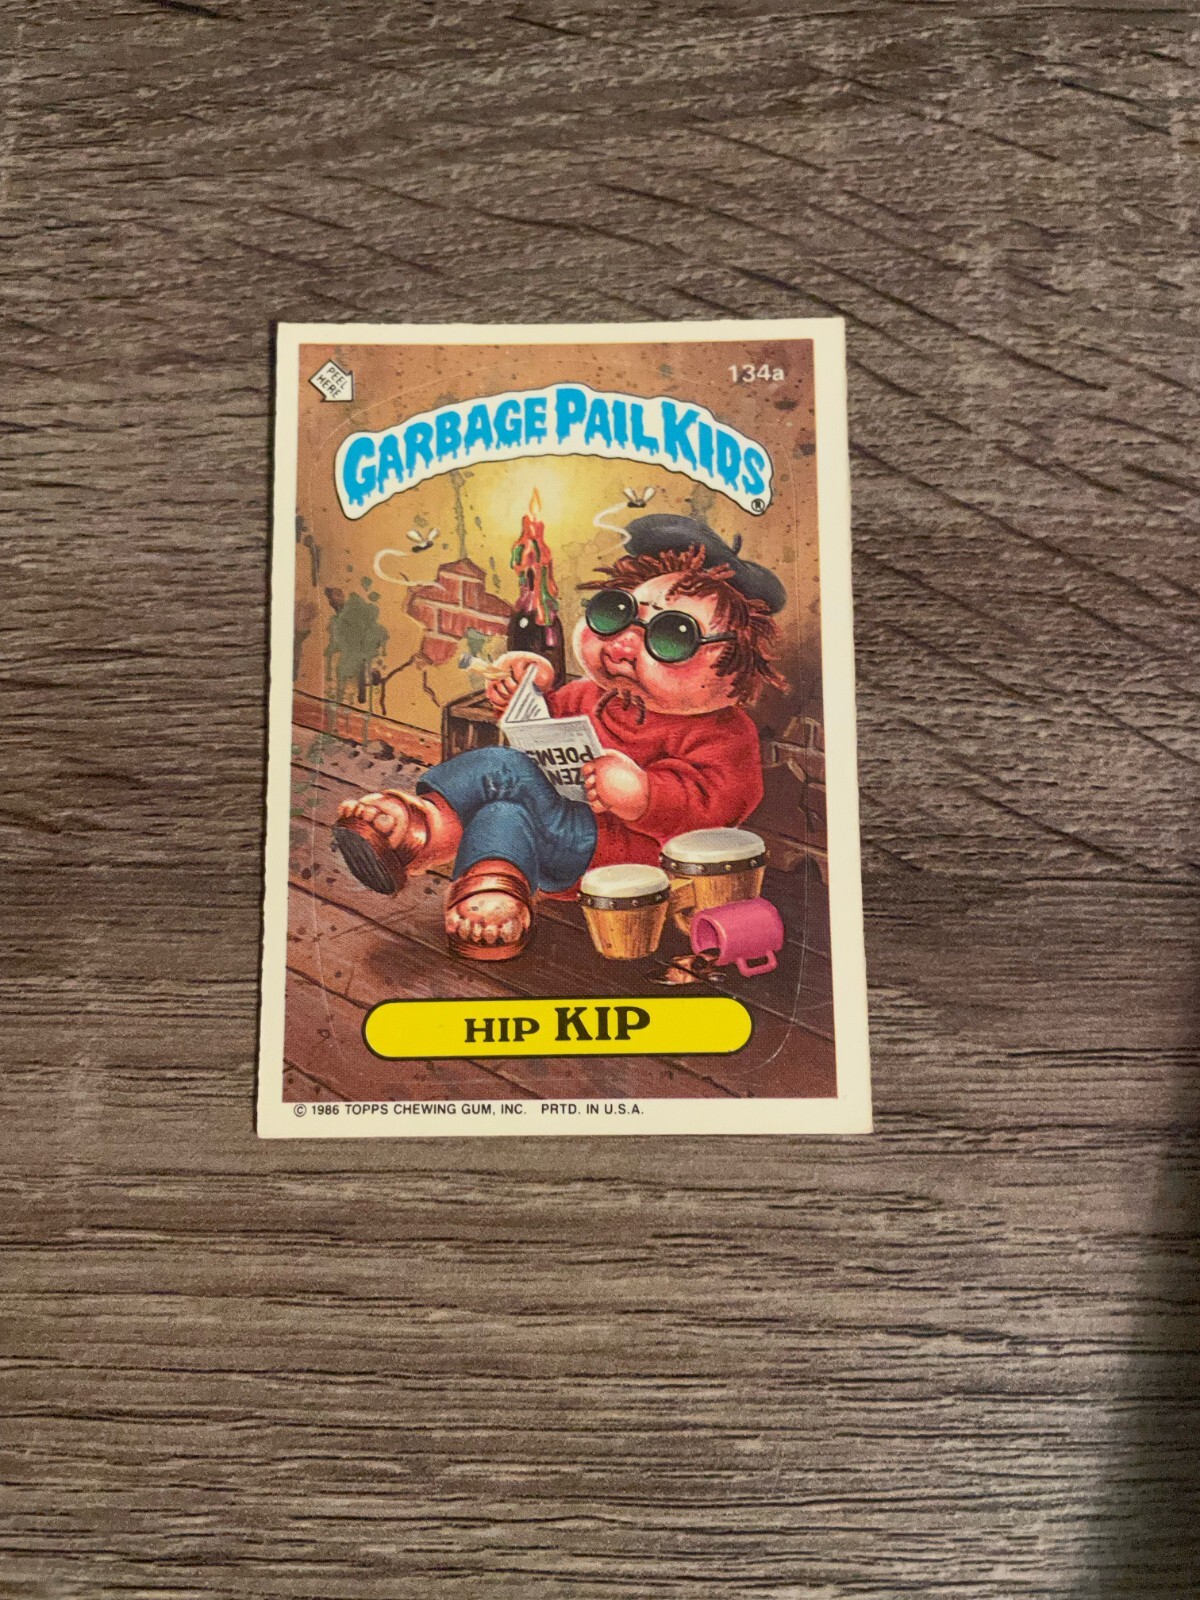 PEEL
HERE
134a
GARBAGE PAIL KIDS®
ZEN
POEMS
HIP KIP
© 1986 TOPPS CHEWING GUM, INC. PRTD. IN U.S.A.